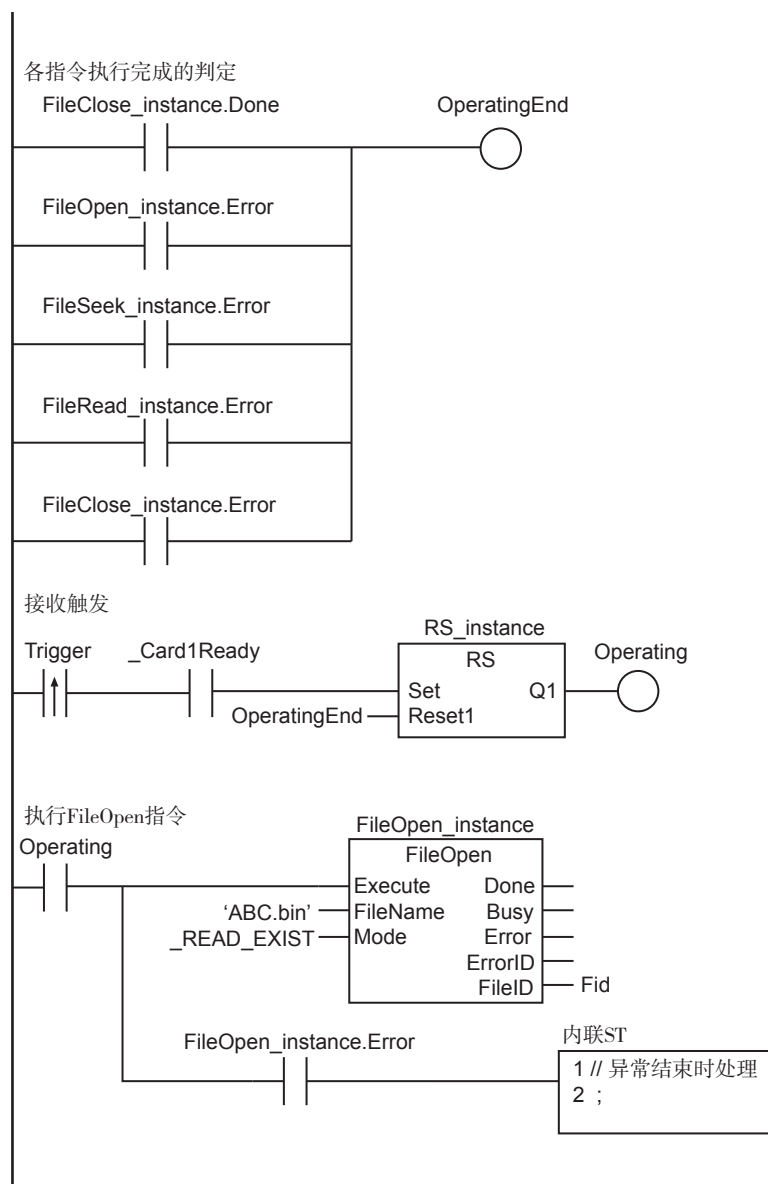 各指令执行完成的判定
FileClose_instance.Done
OperatingEnd
FileOpen_instance.Error
FileSeek_instance.Error
FileRead_instance.Error
FileClose_instance.Error
接收触发
RS_instance
Trigger
_Card1Ready
RS
Operating
Set
Q1
OperatingEnd
Reset1
执行FileOpen指令
FileOpen_instance
Operating
FileOpen
Execute
Done
‘ABC.bin’
FileName
Busy
_READ_EXIST
Mode
Error
ErrorID
FileID
Fid
内联ST
FileOpen_instance.Error
1 // 异常结束时处理
2 ;